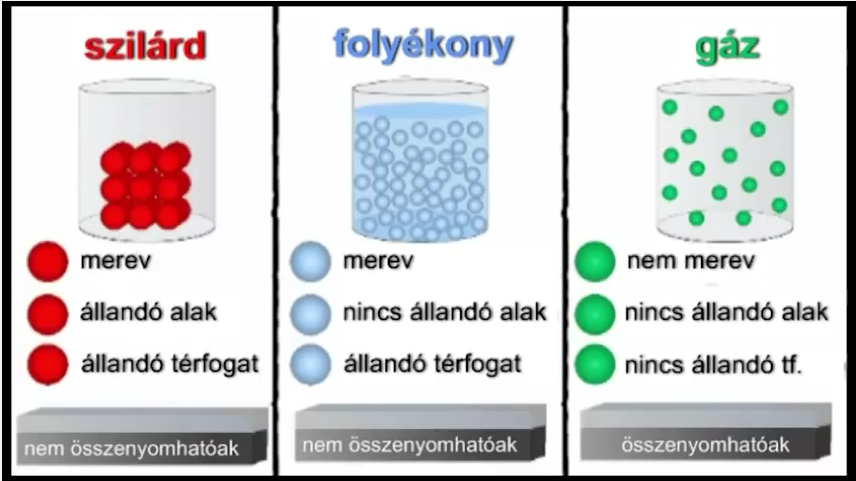 szilárd
merev
állandó alak
állandó térfogat
nem összenyomhatóak
folyékony
merev
nincs állandó alak
állandó térfogat
nem összenyomhatóak
gáz
nem merev
nincs állandó alak
nincs állandó tf.
összenyomhatóak